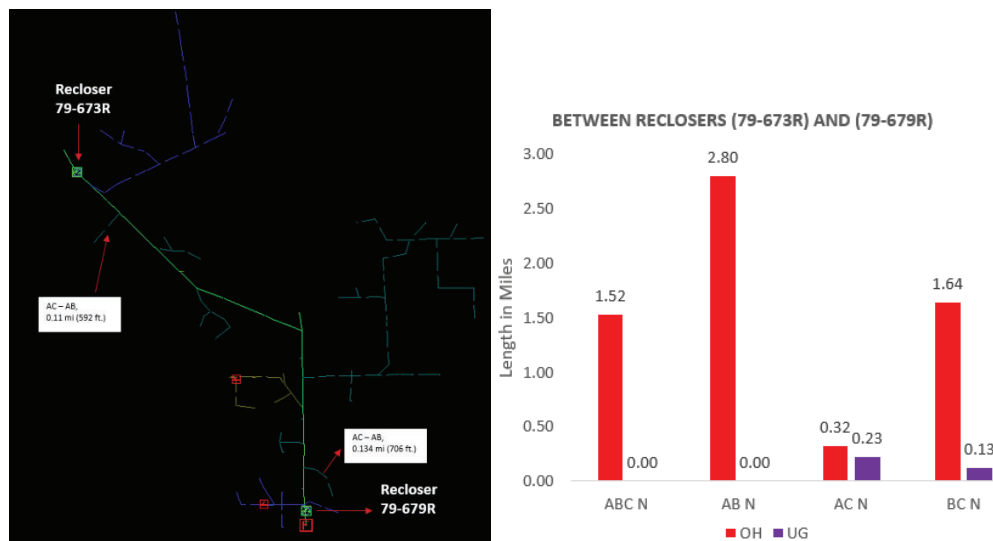 Recloser
79-673R
AC – AB,
0.11 mi (592 ft.)
AC – AB,
0.134 mi (706 ft.)
Recloser
79-679R
BETWEEN RECLOSERS (79-673R) AND (79-679R)
Length in Miles
3.00
2.50
2.00
1.50
1.00
0.50
0.00
1.52
0.00
2.80
0.00
0.32
0.23
1.64
0.13
ABC N
AB N
AC N
BC N
OH
UG